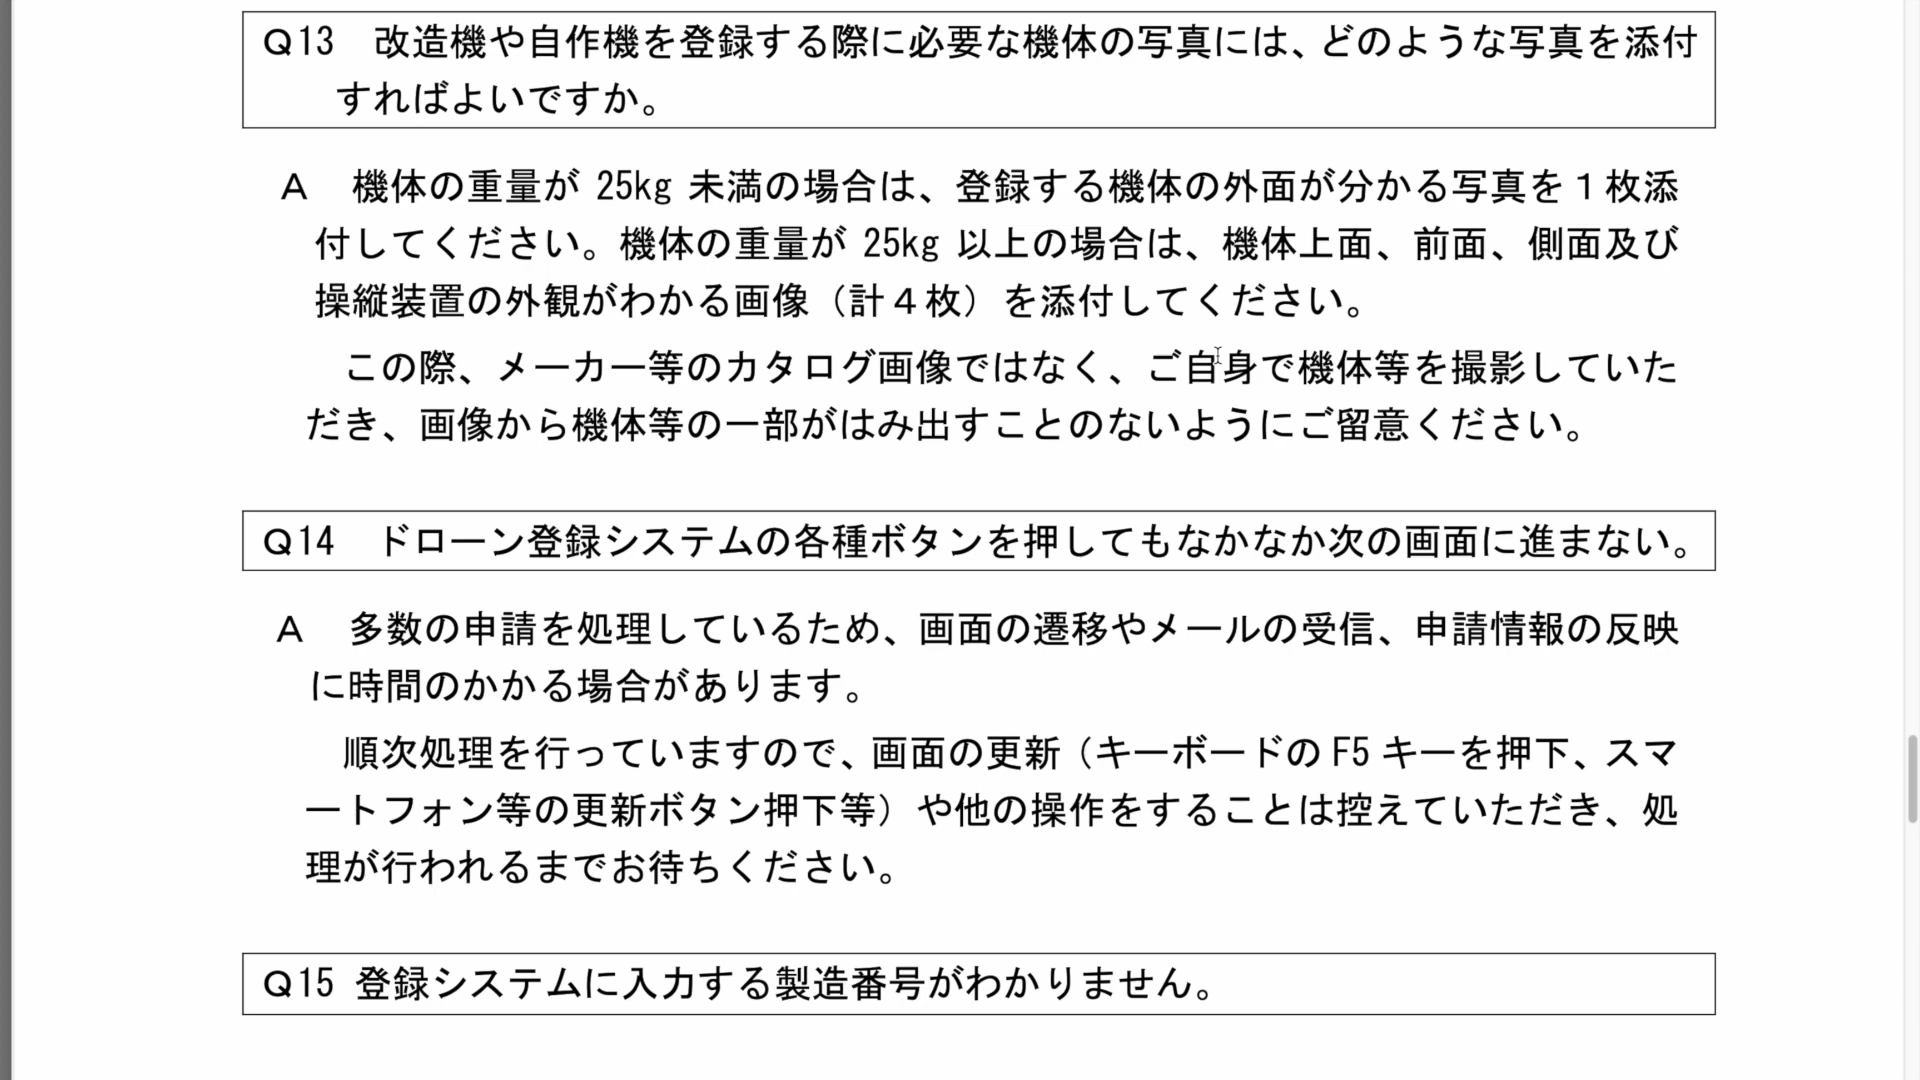 Q13 改造機や自作機を登録する際に必要な機体の写真には、どのような写真を添付
すればよいですか。
A 機体の重量が 25kg 未満の場合は、登録する機体の外面が分かる写真を１枚添
付してください。機体の重量が 25kg 以上の場合は、機体上面、前面、側面及び
操縦装置の外観がわかる画像（計４枚）を添付してください。
この際、メーカー等のカタログ画像ではなく、ご自身で機体等を撮影していた
だき、画像から機体等の一部がはみ出すことのないようにご留意ください。
Q14 ドローン登録システムの各種ボタンを押してもなかなか次の画面に進まない。
A 多数の申請を処理しているため、画面の遷移やメールの受信、申請情報の反映
に時間のかかる場合があります。
順次処理を行っていますので、画面の更新（キーボードの F5 キーを押下、スマ
ートフォン等の更新ボタン押下等）や他の操作をすることは控えていただき、処
理が行われるまでお待ちください。
Q15 登録システムに入力する製造番号がわかりません。